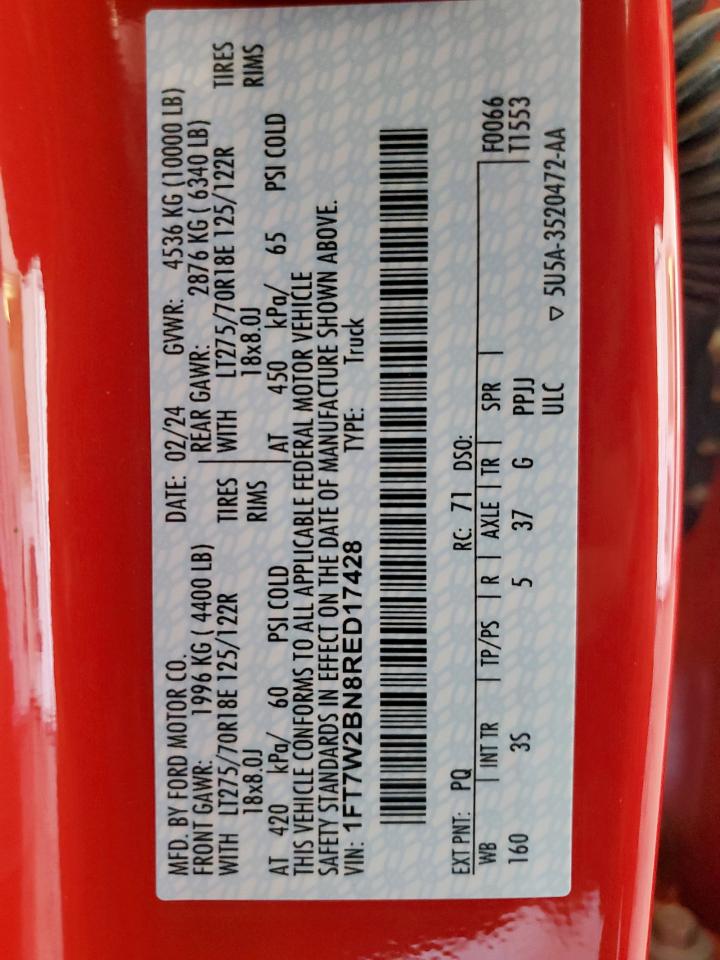 MFD. BY FORD MOTOR CO.
DATE: 02/24 GVWR: 4536 KG (10000 LB)
FRONT GAWR: 1996 KG ( 4400 LB)
REAR GAWR: 2876 KG ( 6340 LB)
WITH LT275/70R18E 125/122R TIRES
WITH LT275/70R18E 125/122R TIRES
18x8.0J RIMS
18x8.0J RIMS
AT 420 kPa/ 60 PSI COLD
AT 450 kPa/ 65 PSI COLD
THIS VEHICLE CONFORMS TO ALL APPLICABLE FEDERAL MOTOR VEHICLE
SAFETY STANDARDS IN EFFECT ON THE DATE OF MANUFACTURE SHOWN ABOVE.
VIN: 1FT7W2BN8RED17428 TYPE: Truck
EXT PNT: PQ RC: 71 DSO:
WB INT TR TP/PS R AXLE TR SPR F0066
160 3S 5 37 G PPJJ T1553
ULC ▽ 5U5A-3520472-AA